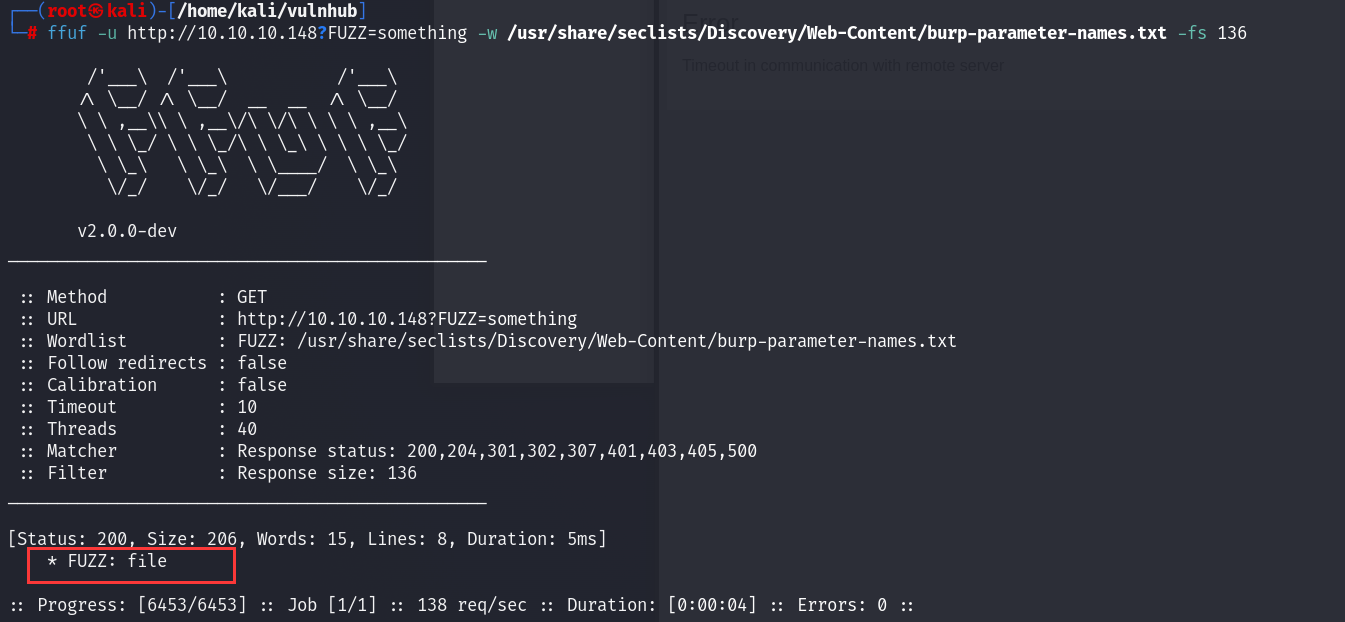 ┌──(root㉿kali)-[/home/kali/vulnhub]
└─# ffuf -u http://10.10.10.148?FUZZ=something -w /usr/share/seclists/Discovery/Web-Content/burp-parameter-names.txt -fs 136
Error
Timeout in communication with remote server
        /'___\  /'___\           /'___\
       /\ \__/ /\ \__/  __  __  /\ \__/
       \ \ ,__\\ \ ,__\/\ \/\ \ \ \ ,__\
        \ \ \_/ \ \ \_/\ \ \_\ \ \ \ \_/
         \ \_\   \ \_\  \ \____/  \ \_\
          \/_/    \/_/   \/___/    \/_/
v2.0.0-dev
________________________________________________
:: Method           : GET
:: URL              : http://10.10.10.148?FUZZ=something
:: Wordlist         : FUZZ: /usr/share/seclists/Discovery/Web-Content/burp-parameter-names.txt
:: Follow redirects : false
:: Calibration      : false
:: Timeout          : 10
:: Threads          : 40
:: Matcher          : Response status: 200,204,301,302,307,401,403,405,500
:: Filter           : Response size: 136
________________________________________________
[Status: 200, Size: 206, Words: 15, Lines: 8, Duration: 5ms]
* FUZZ: file
:: Progress: [6453/6453] :: Job [1/1] :: 138 req/sec :: Duration: [0:00:04] :: Errors: 0 ::